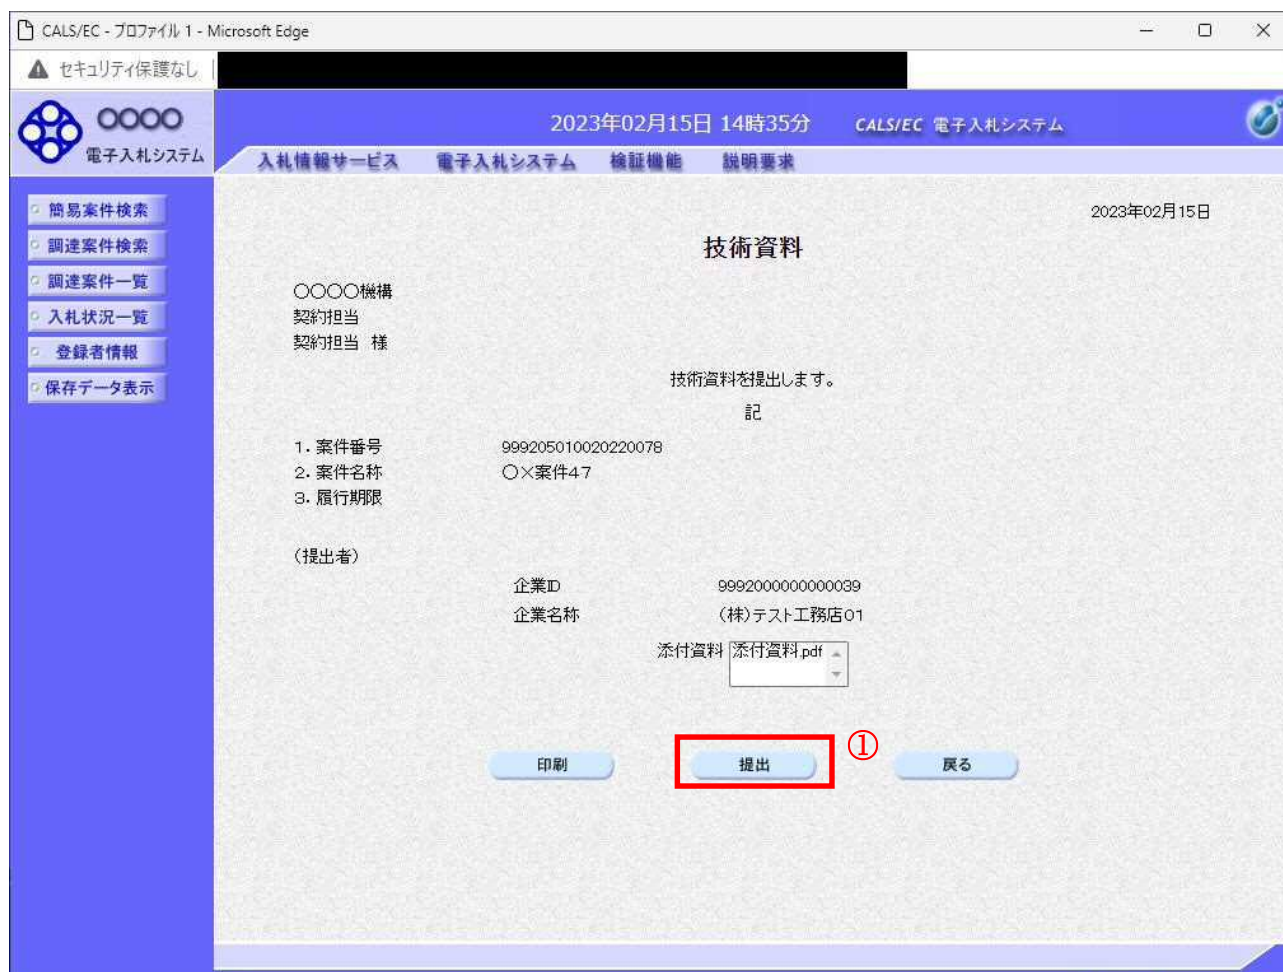 CALS/EC - プロファイル 1 - Microsoft Edge
セキュリティ保護なし
〇〇〇〇
電子入札システム
2023年02月15日 14時35分
CALS/EC 電子入札システム
入札情報サービス 電子入札システム 検証機能 説明要求
簡易案件検索
調達案件検索
調達案件一覧
入札状況一覧
登録者情報
保存データ表示
2023年02月15日
技術資料
〇〇〇〇機構
契約担当
契約担当 様
技術資料を提出します。
記
1. 案件番号 999205010020220078
2. 案件名称 〇×案件47
3. 履行期限
(提出者)
企業ID 9992000000000039
企業名称 (株)テスト工務店01
添付資料 添付資料.pdf
印刷 提出 ① 戻る